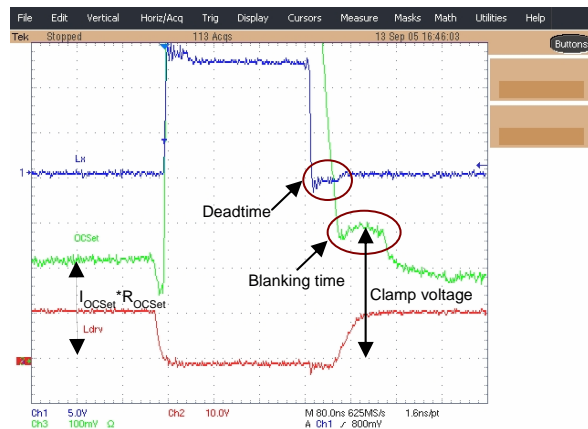 File Edit Vertical Horiz/Acq Trig Display Cursors Measure Masks Math Utilities Help
Tek Stopped 113 Acqs 13 Sep 05 16:46:03
Buttons
Lx
1
Deadtime
OCSet
Blanking time
Clamp voltage
I_OCSet*R_OCSet
Ldrv
Ch1 5.0V Ch2 10.0V M 80.0ns 625MS/s 1.6ns/pt
Ch3 100mV Ω A Ch1 ∕ 800mV